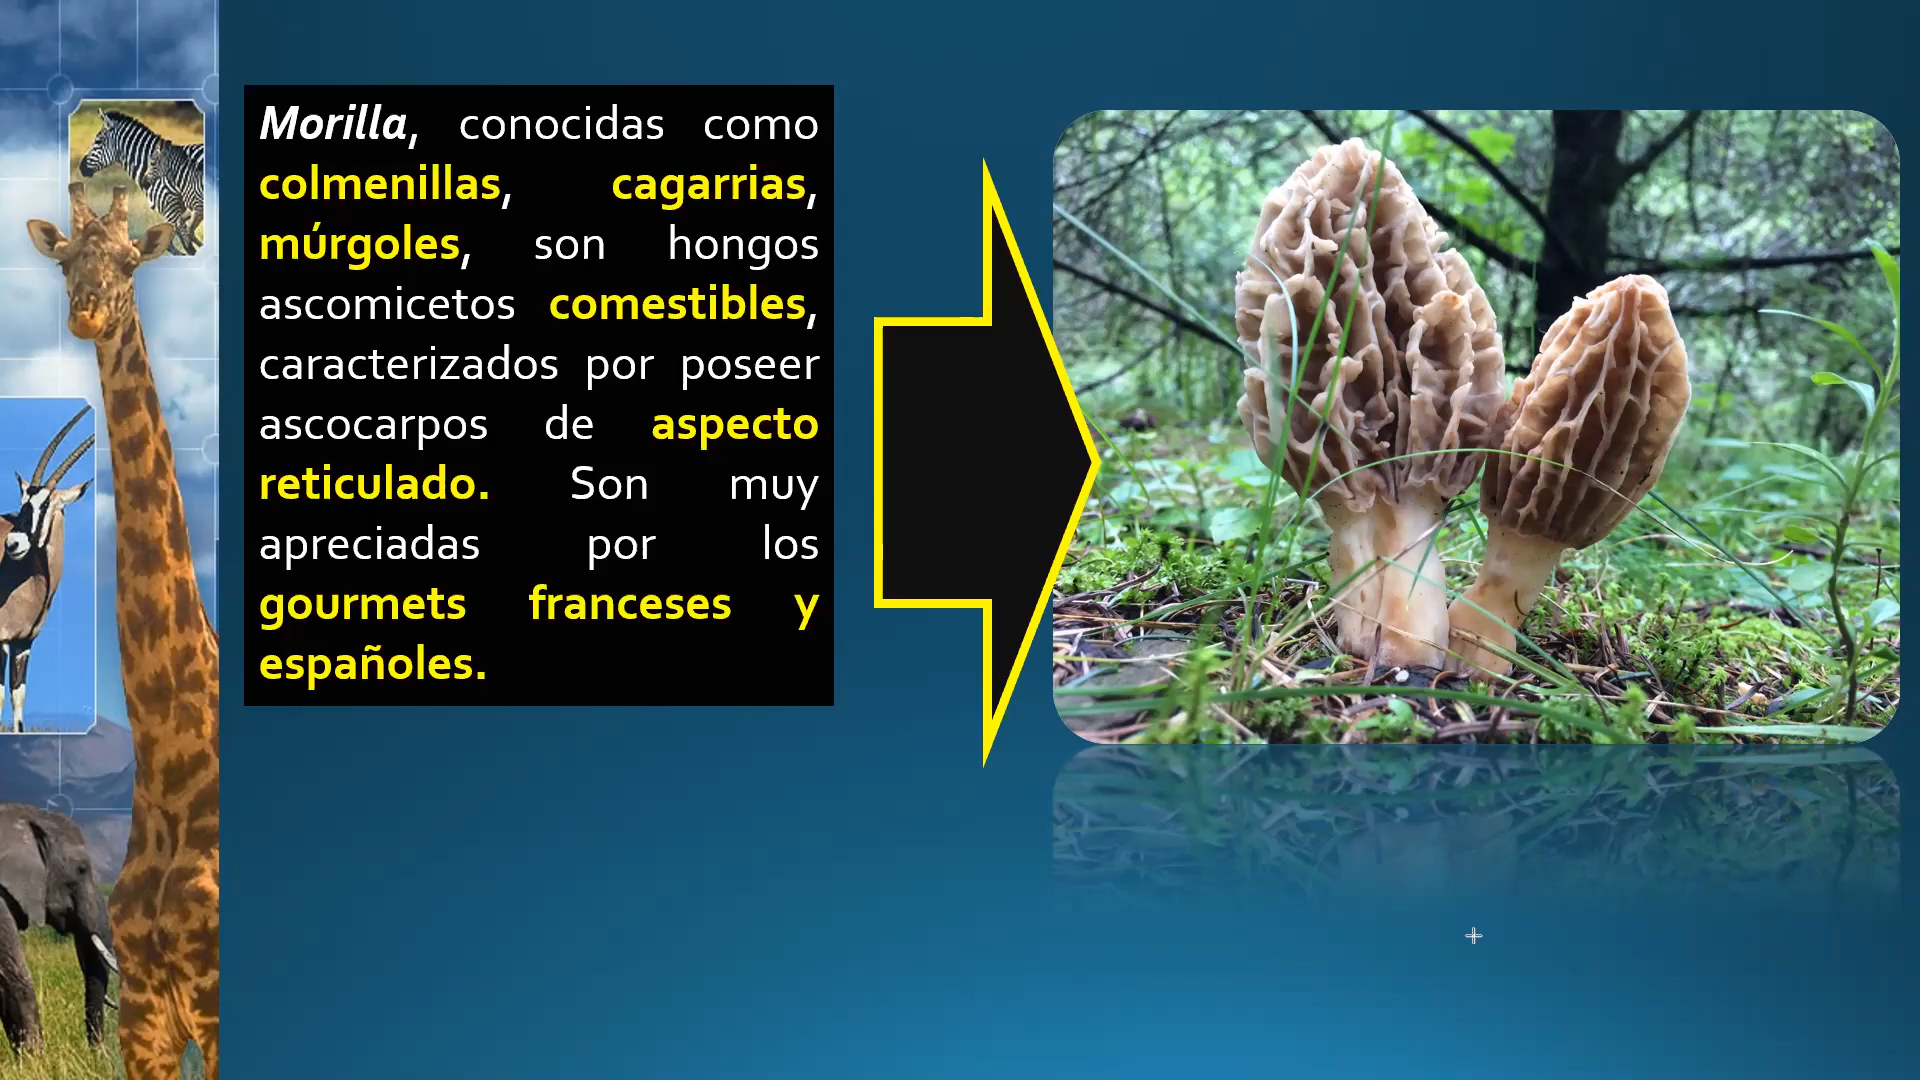 Morilla, conocidas como
colmenillas, cagarrias,
múrgoles, son hongos
ascomicetos comestibles,
caracterizados por poseer
ascocarpos de aspecto
reticulado. Son muy
apreciadas por los
gourmets franceses y
españoles.